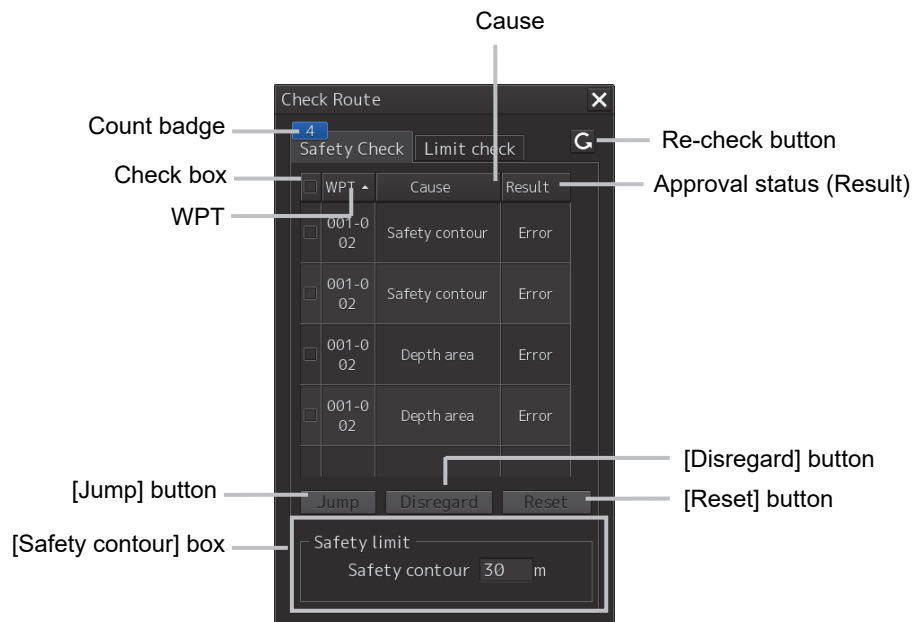 Cause
Check Route
Count badge
4
Safety Check Limit check
Re-check button
Check box
WPT Cause Result
Approval status (Result)
WPT
001-0
02 Safety contour Error
001-0
02 Safety contour Error
001-0
02 Depth area Error
001-0
02 Depth area Error
[Disregard] button
[Jump] button
Jump Disregard Reset
[Reset] button
[Safety contour] box
Safety limit
Safety contour 30 m